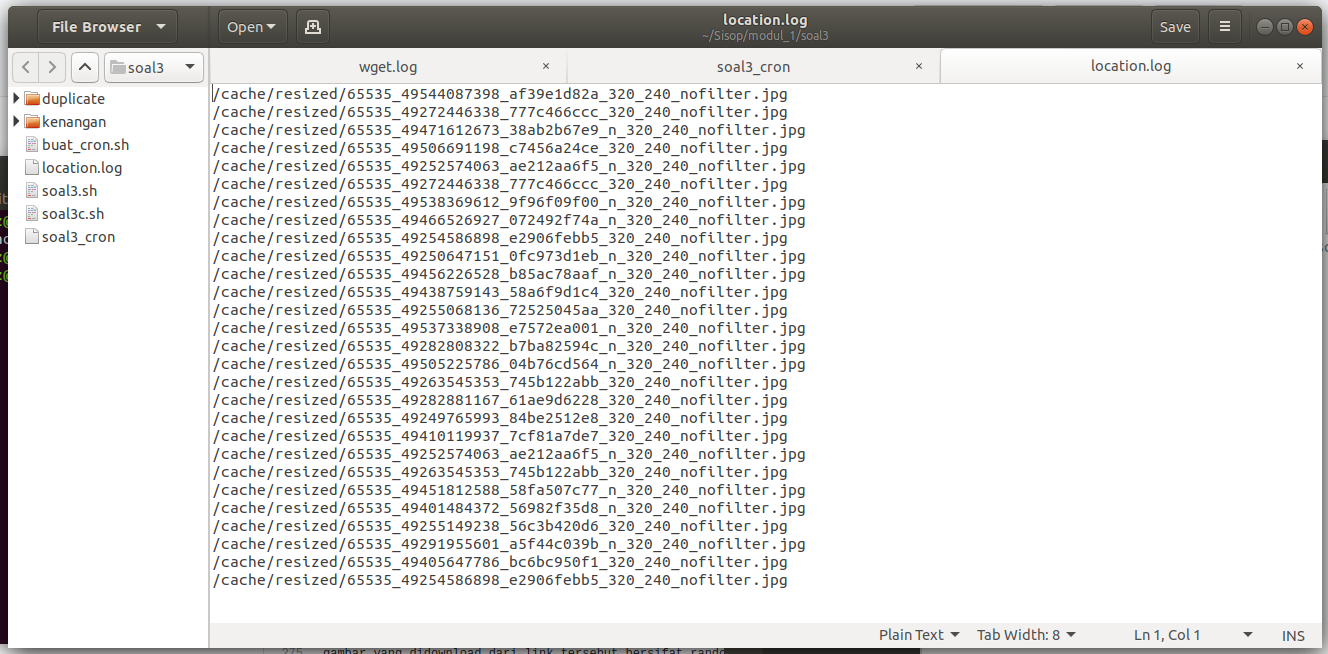 File Browser
Open
location.log
~/Sisop/modul_1/soal3
Save
soal3
wget.log
soal3_cron
location.log
duplicate
kenangan
buat_cron.sh
location.log
soal3.sh
soal3c.sh
soal3_cron
/cache/resized/65535_49544087398_af39e1d82a_320_240_nofilter.jpg
/cache/resized/65535_49272446338_777c466ccc_320_240_nofilter.jpg
/cache/resized/65535_49471612673_38ab2b67e9_n_320_240_nofilter.jpg
/cache/resized/65535_49506691198_c7456a24ce_320_240_nofilter.jpg
/cache/resized/65535_49252574063_ae212aa6f5_n_320_240_nofilter.jpg
/cache/resized/65535_49272446338_777c466ccc_320_240_nofilter.jpg
/cache/resized/65535_49538369612_9f96f09f00_n_320_240_nofilter.jpg
/cache/resized/65535_49466526927_072492f74a_n_320_240_nofilter.jpg
/cache/resized/65535_49254586898_e2906febb5_320_240_nofilter.jpg
/cache/resized/65535_49250647151_0fc973d1eb_n_320_240_nofilter.jpg
/cache/resized/65535_49456226528_b85ac78aaf_n_320_240_nofilter.jpg
/cache/resized/65535_49438759143_58a6f9d1c4_320_240_nofilter.jpg
/cache/resized/65535_49255068136_72525045aa_320_240_nofilter.jpg
/cache/resized/65535_49537338908_e7572ea001_n_320_240_nofilter.jpg
/cache/resized/65535_49282808322_b7ba82594c_n_320_240_nofilter.jpg
/cache/resized/65535_49505225786_04b76cd564_n_320_240_nofilter.jpg
/cache/resized/65535_49263545353_745b122abb_320_240_nofilter.jpg
/cache/resized/65535_49282881167_61ae9d6228_320_240_nofilter.jpg
/cache/resized/65535_49249765993_84be2512e8_320_240_nofilter.jpg
/cache/resized/65535_49410119937_7cf81a7de7_320_240_nofilter.jpg
/cache/resized/65535_49252574063_ae212aa6f5_n_320_240_nofilter.jpg
/cache/resized/65535_49263545353_745b122abb_320_240_nofilter.jpg
/cache/resized/65535_49451812588_58fa507c77_n_320_240_nofilter.jpg
/cache/resized/65535_49401484372_56982f35d8_n_320_240_nofilter.jpg
/cache/resized/65535_49255149238_56c3b420d6_320_240_nofilter.jpg
/cache/resized/65535_49291955601_a5f44c039b_n_320_240_nofilter.jpg
/cache/resized/65535_49405647786_bc6bc950f1_320_240_nofilter.jpg
/cache/resized/65535_49254586898_e2906febb5_320_240_nofilter.jpg
Plain Text
Tab Width: 8
Ln 1, Col 1
INS